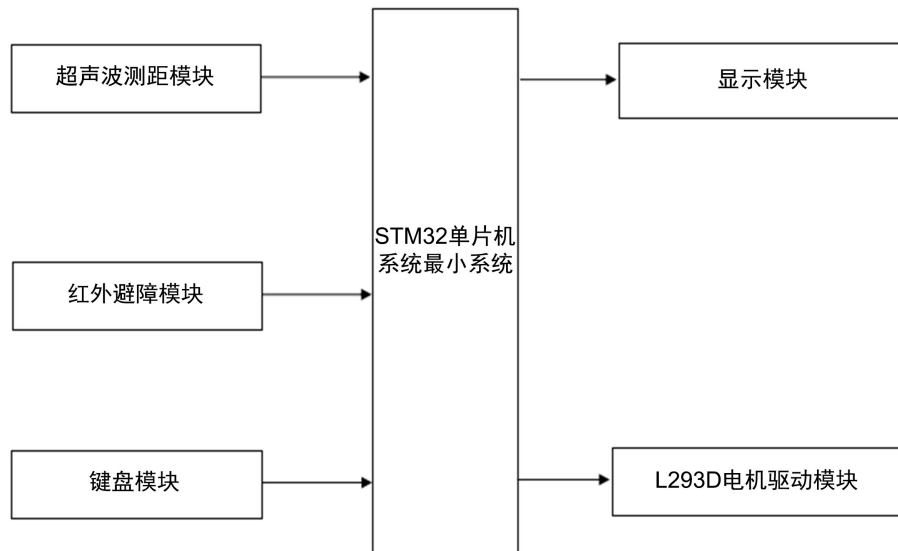 超声波测距模块
显示模块
STM32单片机
系统最小系统
红外避障模块
键盘模块
L293D电机驱动模块